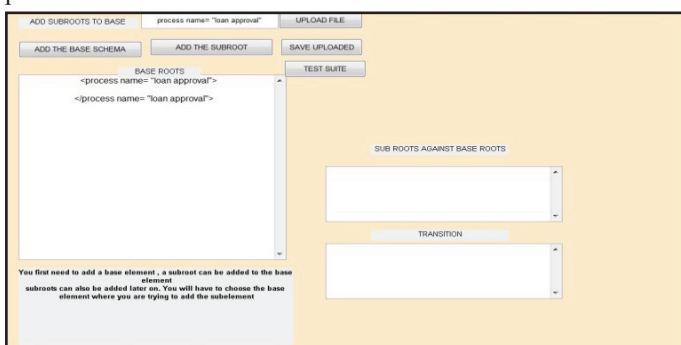 p
ADD SUBROOTS TO BASE
process name= "loan approval"
UPLOAD FILE
ADD THE BASE SCHEMA
ADD THE SUBROOT
SAVE UPLOADED
BASE ROOTS
TEST SUITE
<process name= "loan approval">
</process name= "loan approval">
SUB ROOTS AGAINST BASE ROOTS
TRANSITION
You first need to add a base element , a subroot can be added to the base
element
subroots can also be added later on. You will have to choose the base
element where you are trying to add the subelement